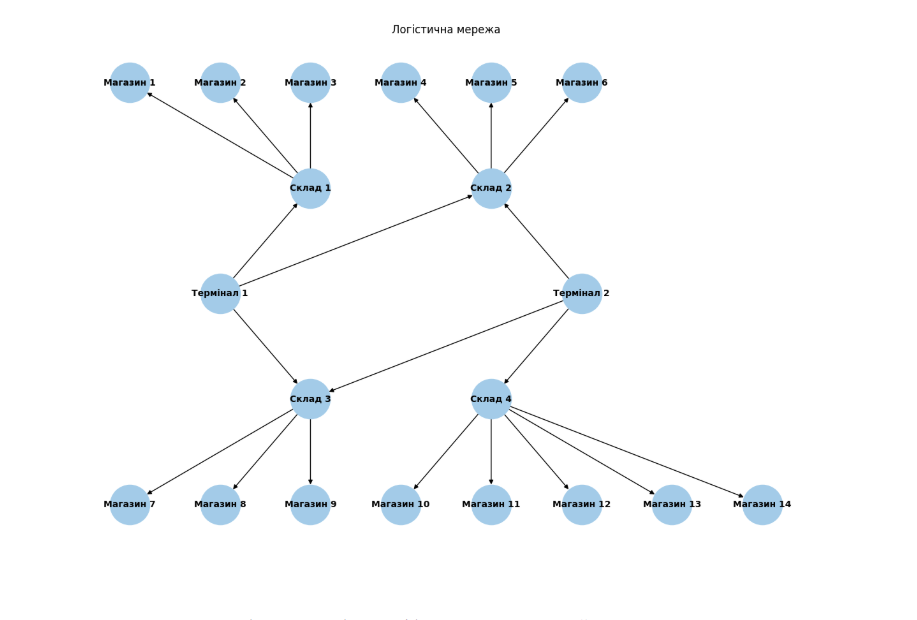 Логістична мережа
Магазин 1
Магазин 2
Магазин 3
Магазин 4
Магазин 5
Магазин 6
Склад 1
Склад 2
Термінал 1
Термінал 2
Склад 3
Склад 4
Магазин 7
Магазин 8
Магазин 9
Магазин 10
Магазин 11
Магазин 12
Магазин 13
Магазин 14